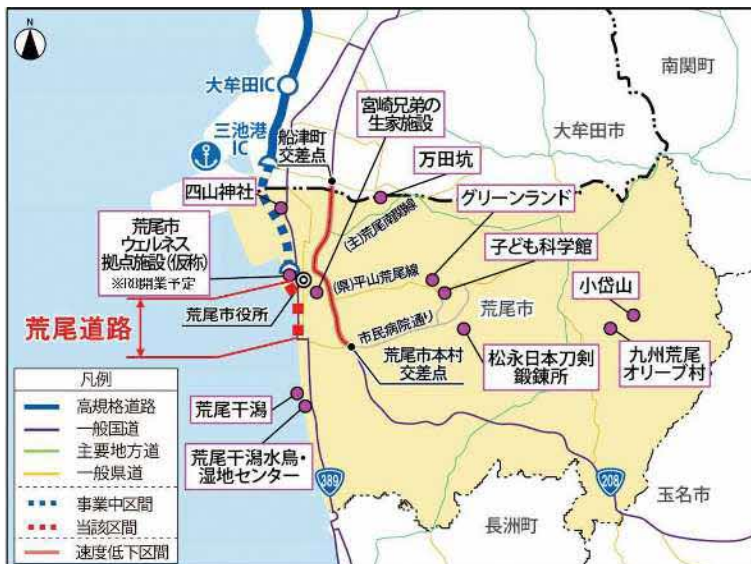 N
大牟田IC
三池港
IC
船津町
交差点
宮崎兄弟の
生家施設
南関町
大牟田市
万田坑
四山神社
グリーンランド
(主)荒尾南関線
荒尾市
ウェルネス
拠点施設(仮称)
※R8開業予定
子ども科学館
(県)平山荒尾線
小岱山
荒尾市
荒尾道路
荒尾市役所
市民病院通り
荒尾市本村
交差点
松永日本刀剣
鍛錬所
九州荒尾
オリーブ村
凡例
高規格道路
一般国道
主要地方道
一般県道
事業中区間
当該区間
速度低下区間
荒尾干潟
荒尾干潟水鳥・
湿地センター
389
208
玉名市
長洲町